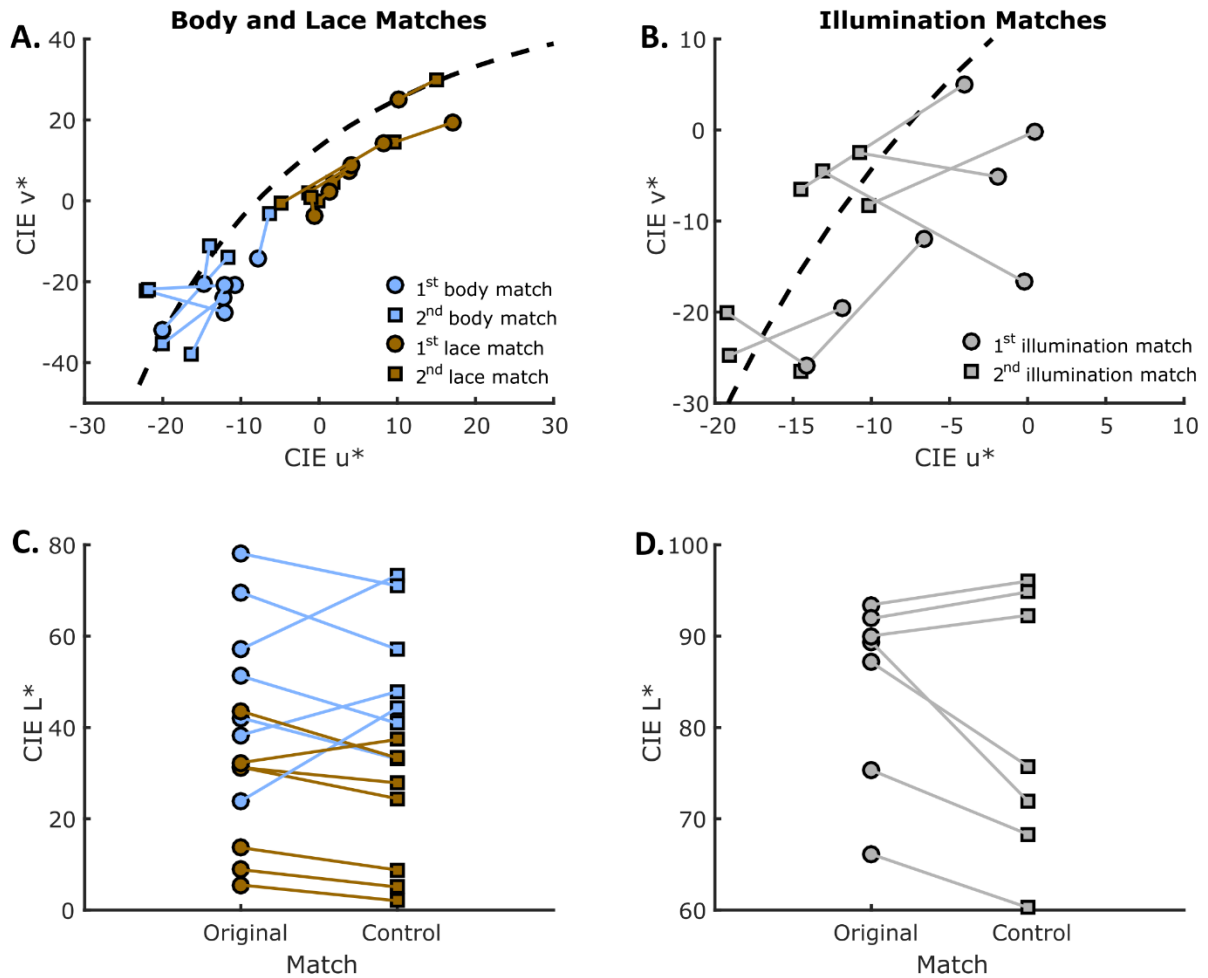 Body and Lace Matches
A.
40
20
0
-20
-40
CIE v*
-30
-20
-10
0
10
20
30
CIE u*
1st body match
2nd body match
1st lace match
2nd lace match
Illumination Matches
B.
10
0
-10
-20
-30
CIE v*
-20
-15
-10
-5
0
5
10
CIE u*
1st illumination match
2nd illumination match
C.
80
60
40
20
0
CIE L*
Original
Control
Match
D.
100
90
80
70
60
CIE L*
Original
Control
Match